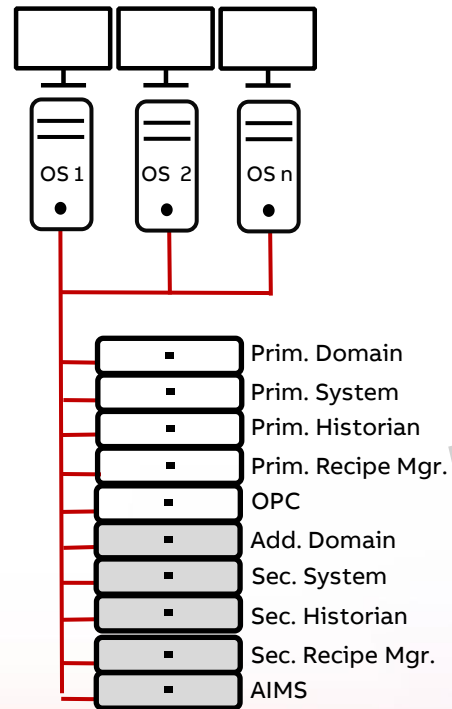 OS 1
OS 2
OS n
Prim. Domain
Prim. System
Prim. Historian
Prim. Recipe Mgr.
OPC
Add. Domain
Sec. System
Sec. Historian
Sec. Recipe Mgr.
AIMS